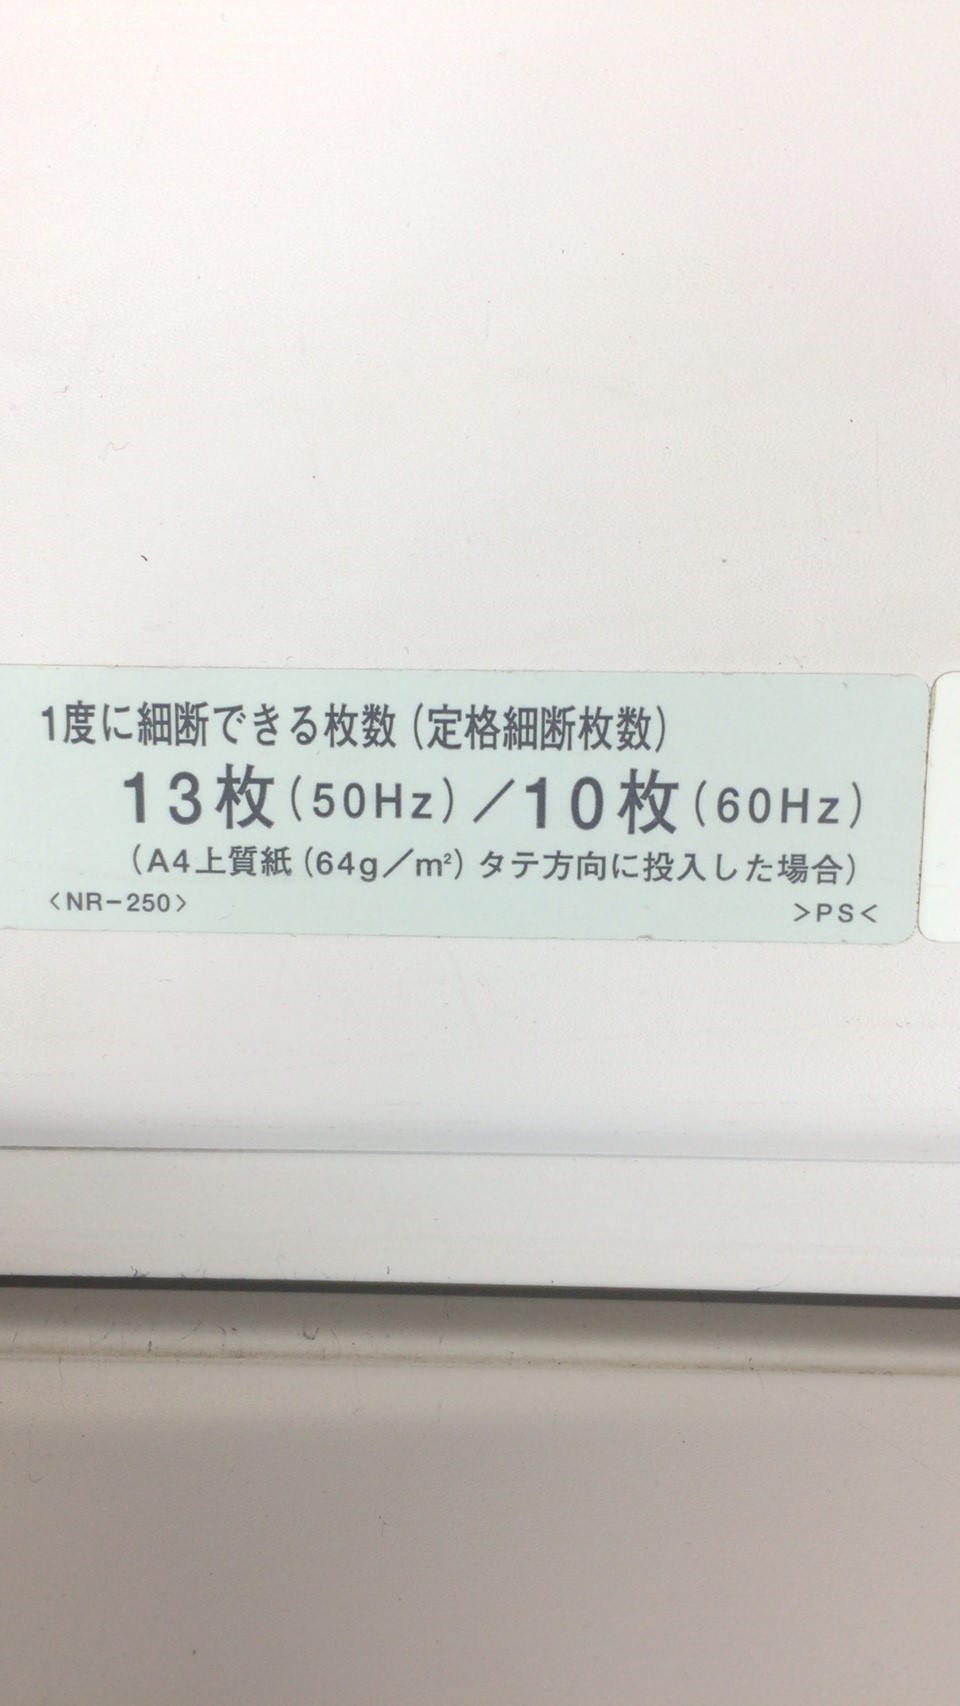 1度に細断できる枚数(定格細断枚数)
13枚(50Hz)/10枚(60Hz)
(A4上質紙(64g/m²)タテ方向に投入した場合)
<NR-250>
>PS<